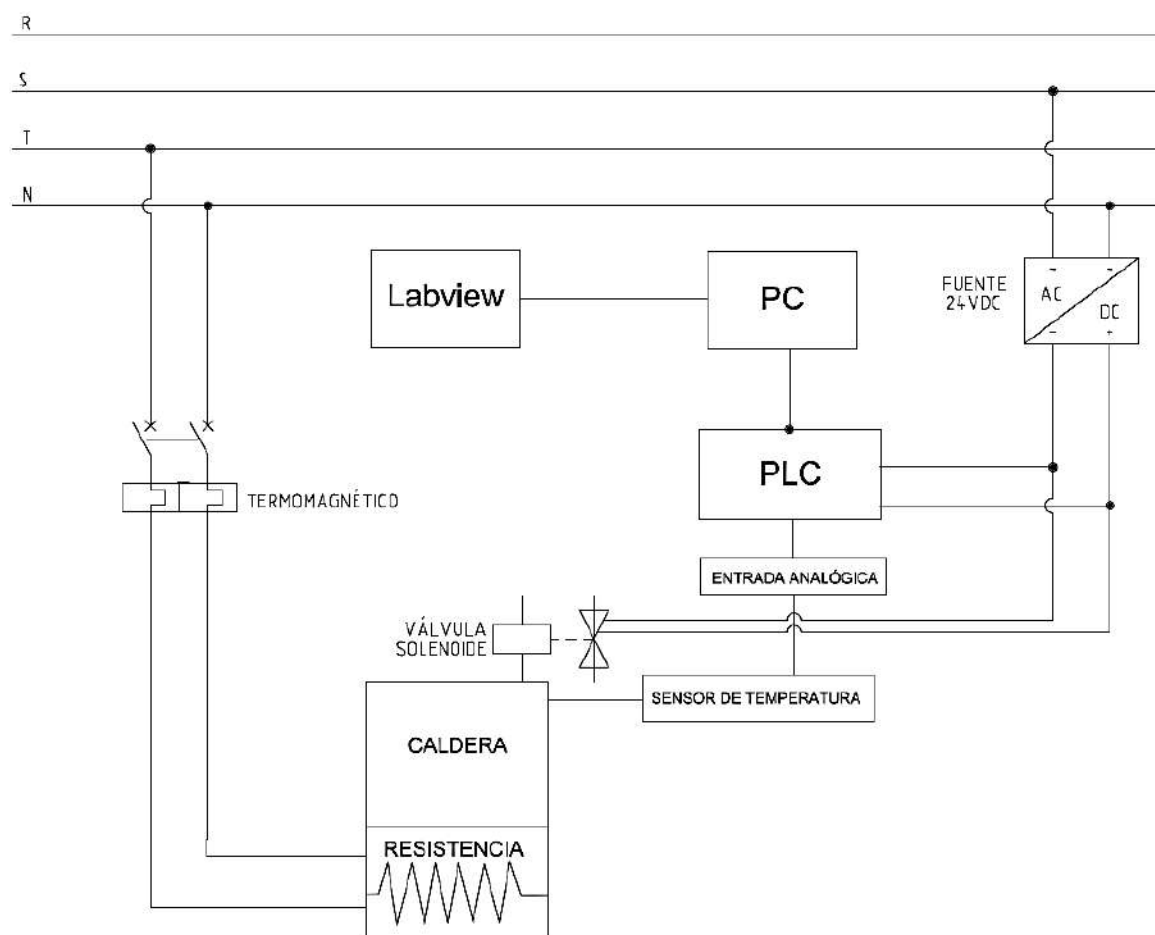 R
S
T
N
Labview
PC
FUENTE
24VDC
~ ~
AC
DC
- +
PLC
TERMOMAGNÉTICO
ENTRADA ANALÓGICA
VÁLVULA
SOLENOIDE
SENSOR DE TEMPERATURA
CALDERA
RESISTENCIA